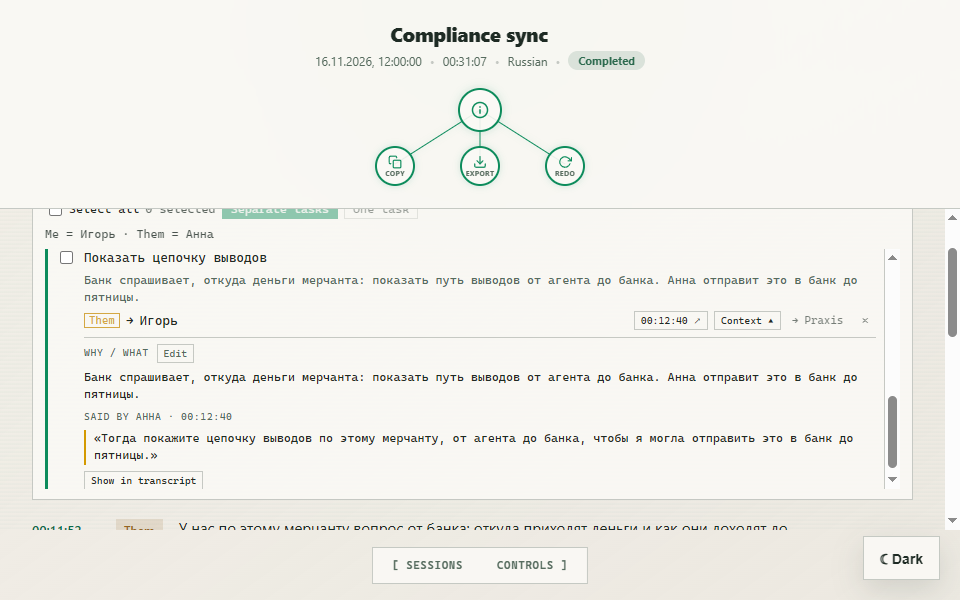 Compliance sync
16.11.2026, 12:00:00 • 00:31:07 • Russian • Completed
COPY
EXPORT
REDO
Select all 0 selected Separate tasks One task
Me = Игорь · Them = Анна
Показать цепочку выводов
Банк спрашивает, откуда деньги мерчанта: показать путь выводов от агента до банка. Анна отправит это в банк до
пятницы.
Them → Игорь 00:12:40 ↗ Context ▴ → Praxis ×
WHY / WHAT Edit
Банк спрашивает, откуда деньги мерчанта: показать путь выводов от агента до банка. Анна отправит это в банк до
пятницы.
SAID BY АННА · 00:12:40
«Тогда покажите цепочку выводов по этому мерчанту, от агента до банка, чтобы я могла отправить это в банк до
пятницы.»
Show in transcript
00:11:52 Them У нас по этому мерчанту вопрос от банка: откуда приходят деньги и как они доходят до
[ SESSIONS CONTROLS ]
☾ Dark